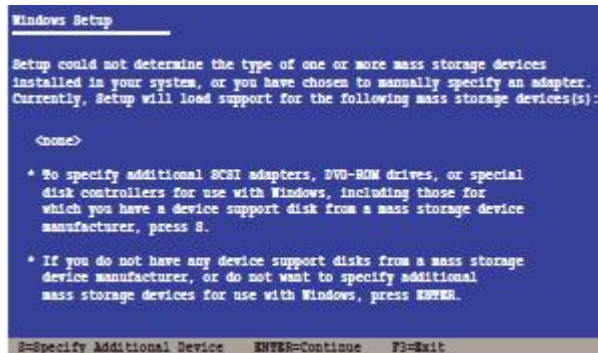 Windows Setup
Setup could not determine the type of one or more mass storage devices
installed in your system, or you have chosen to manually specify an adapter.
Currently, Setup will load support for the following mass storage devices(s):
<none>
* To specify additional SCSI adapters, DVD-ROM drives, or special
disk controllers for use with Windows, including those for
which you have a device support disk from a mass storage device
manufacturer, press S.
* If you do not have any device support disks from a mass storage
device manufacturer, or do not want to specify additional
mass storage devices for use with Windows, press ENTER.
S=Specify Additional Device ENTER=Continue F3=Exit